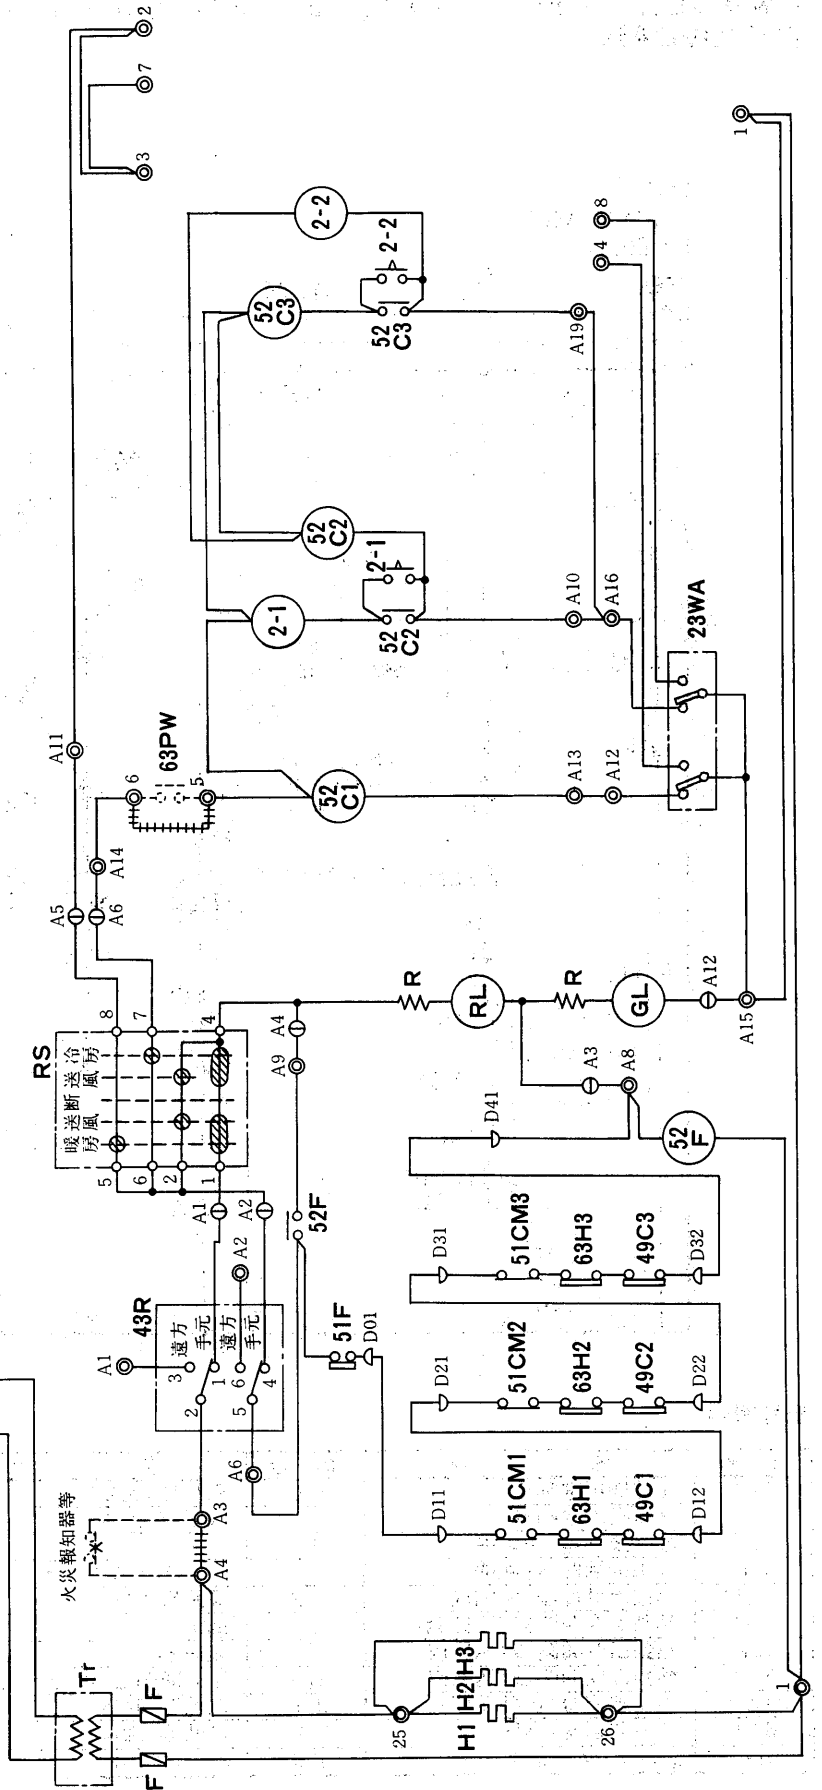 2
7
3
1
2-2
8
4
52
C3
2-2
52
C3
A19
52
C2
2-1
2-1
52
C2
A10
A16
23WA
A11
63PW
6
5
A14
52
C1
A13
A12
A5
A6
RS
8
7
4
暖房
送風
断
送風
冷房
5
6
2
1
R
RL
R
GL
A12
A15
A4
A9
A3
A8
D41
52
F
A1
A2
A2
52F
43R
遠方
手元
遠方
手元
A1
3
1
2
6
4
5
A6
51F
D01
D31
51CM3
63H3
49C3
D32
D21
51CM2
63H2
49C2
D22
D11
51CM1
63H1
49C1
D12
火災報知器等
A3
A4
Tr
F
F
25
H1
H2
H3
26
1